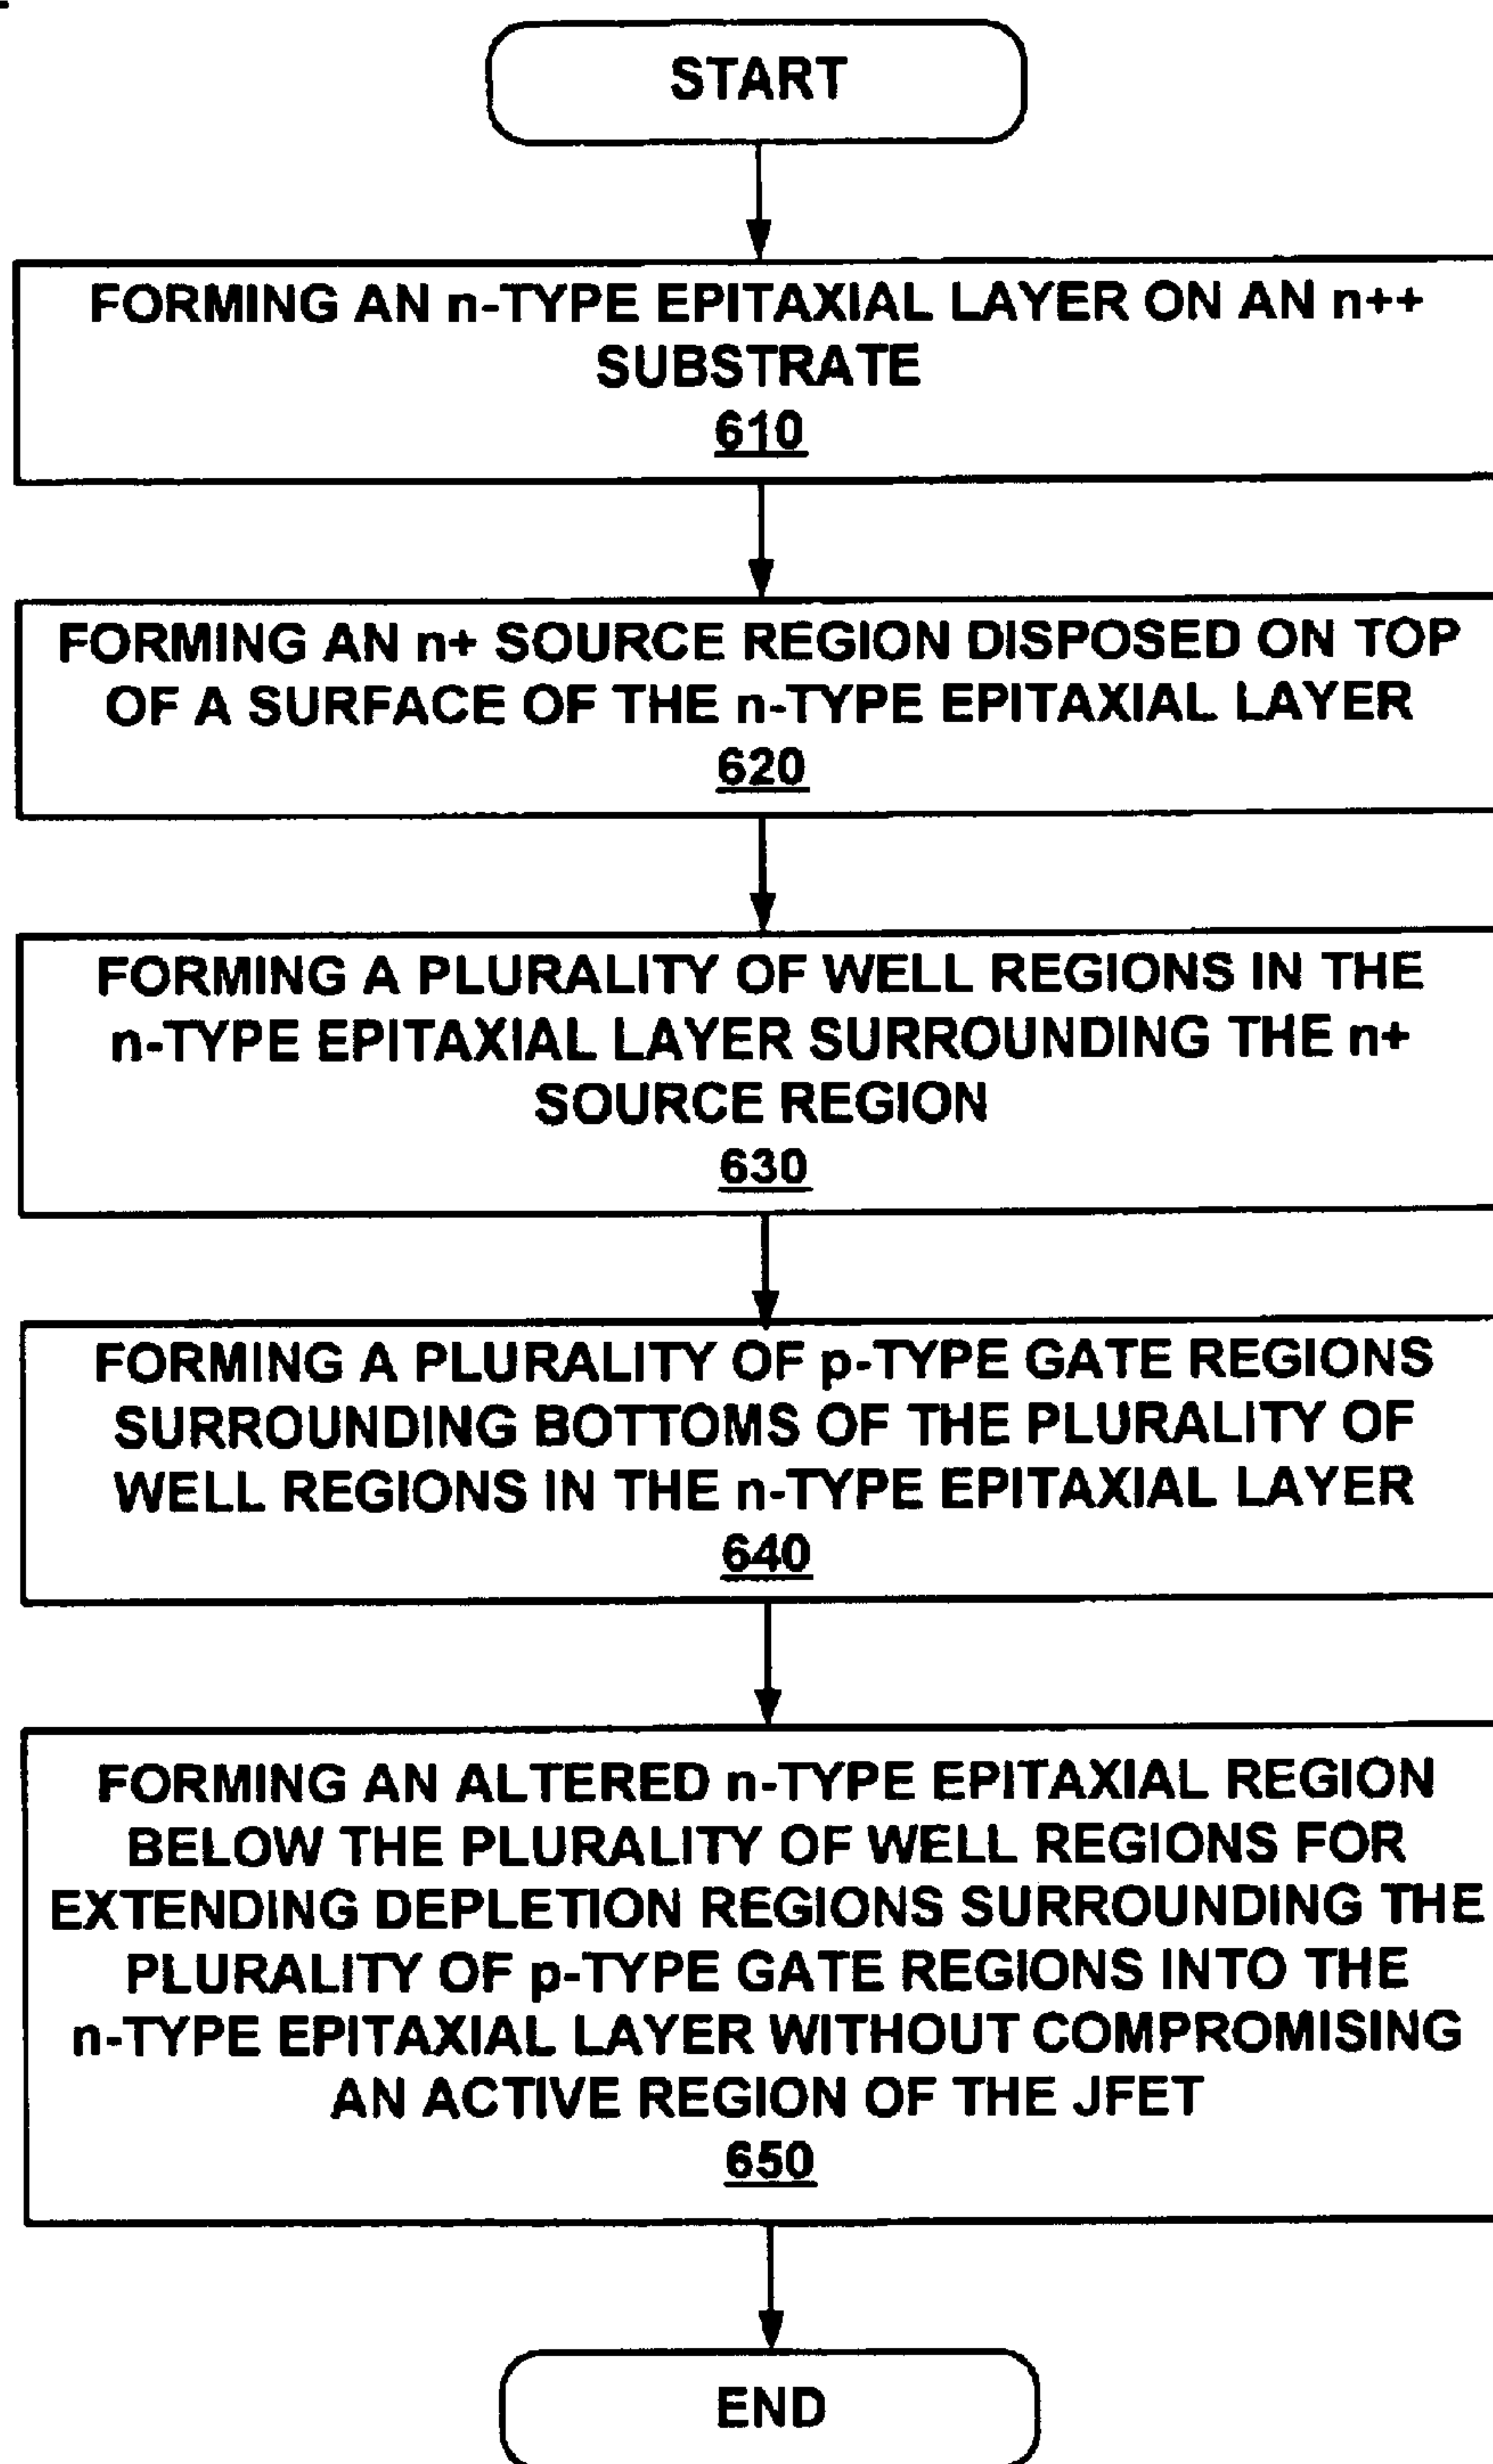 START
FORMING AN n-TYPE EPITAXIAL LAYER ON AN n++
SUBSTRATE
610
FORMING AN n+ SOURCE REGION DISPOSED ON TOP
OF A SURFACE OF THE n-TYPE EPITAXIAL LAYER
620
FORMING A PLURALITY OF WELL REGIONS IN THE
n-TYPE EPITAXIAL LAYER SURROUNDING THE n+
SOURCE REGION
630
FORMING A PLURALITY OF p-TYPE GATE REGIONS
SURROUNDING BOTTOMS OF THE PLURALITY OF
WELL REGIONS IN THE n-TYPE EPITAXIAL LAYER
640
FORMING AN ALTERED n-TYPE EPITAXIAL REGION
BELOW THE PLURALITY OF WELL REGIONS FOR
EXTENDING DEPLETION REGIONS SURROUNDING THE
PLURALITY OF p-TYPE GATE REGIONS INTO THE
n-TYPE EPITAXIAL LAYER WITHOUT COMPROMISING
AN ACTIVE REGION OF THE JFET
650
END